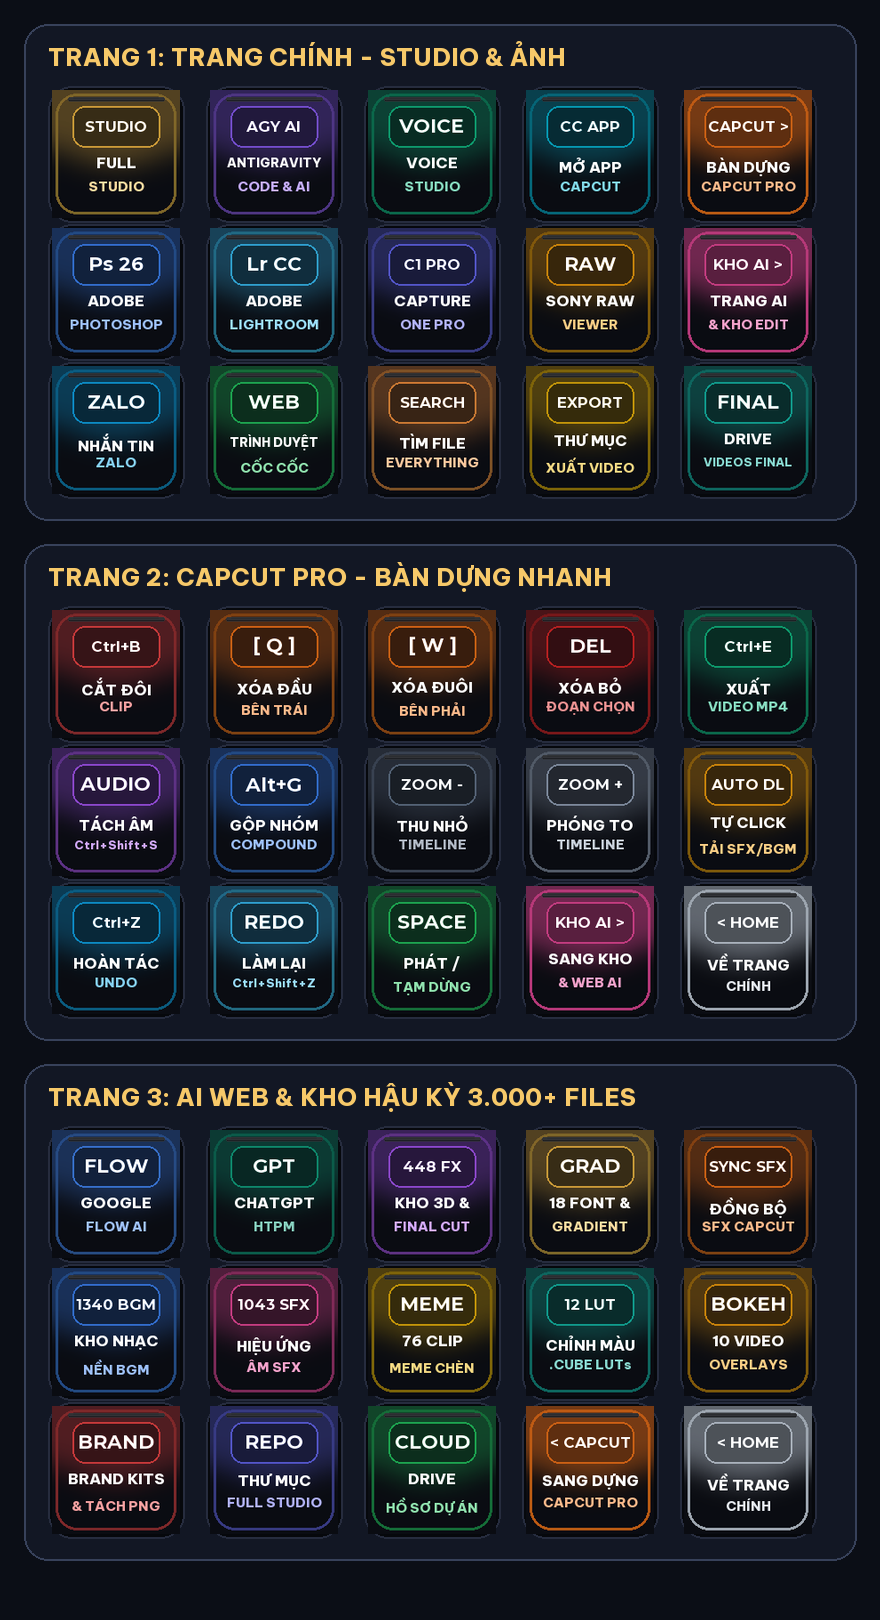 TRANG 1: TRANG CHÍNH - STUDIO & ẢNH
STUDIO
FULL
STUDIO
AGY AI
ANTIGRAVITY
CODE & AI
VOICE
VOICE
STUDIO
CC APP
MỞ APP
CAPCUT
CAPCUT >
BÀN DỰNG
CAPCUT PRO
Ps 26
ADOBE
PHOTOSHOP
Lr CC
ADOBE
LIGHTROOM
C1 PRO
CAPTURE
ONE PRO
RAW
SONY RAW
VIEWER
KHO AI >
TRANG AI
& KHO EDIT
ZALO
NHẮN TIN
ZALO
WEB
TRÌNH DUYỆT
CỐC CỐC
SEARCH
TÌM FILE
EVERYTHING
EXPORT
THƯ MỤC
XUẤT VIDEO
FINAL
DRIVE
VIDEOS FINAL
TRANG 2: CAPCUT PRO - BÀN DỰNG NHANH
Ctrl+B
CẮT ĐÔI
CLIP
[ Q ]
XÓA ĐẦU
BÊN TRÁI
[ W ]
XÓA ĐUÔI
BÊN PHẢI
DEL
XÓA BỎ
ĐOẠN CHỌN
Ctrl+E
XUẤT
VIDEO MP4
AUDIO
TÁCH ÂM
Ctrl+Shift+S
Alt+G
GỘP NHÓM
COMPOUND
ZOOM -
THU NHỎ
TIMELINE
ZOOM +
PHÓNG TO
TIMELINE
AUTO DL
TỰ CLICK
TẢI SFX/BGM
Ctrl+Z
HOÀN TÁC
UNDO
REDO
LÀM LẠI
Ctrl+Shift+Z
SPACE
PHÁT /
TẠM DỪNG
KHO AI >
SANG KHO
& WEB AI
< HOME
VỀ TRANG
CHÍNH
TRANG 3: AI WEB & KHO HẬU KỲ 3.000+ FILES
FLOW
GOOGLE
FLOW AI
GPT
CHATGPT
HTPM
448 FX
KHO 3D &
FINAL CUT
GRAD
18 FONT &
GRADIENT
SYNC SFX
ĐỒNG BỘ
SFX CAPCUT
1340 BGM
KHO NHẠC
NỀN BGM
1043 SFX
HIỆU ỨNG
ÂM SFX
MEME
76 CLIP
MEME CHÈN
12 LUT
CHỈNH MÀU
.CUBE LUTs
BOKEH
10 VIDEO
OVERLAYS
BRAND
BRAND KITS
& TÁCH PNG
REPO
THƯ MỤC
FULL STUDIO
CLOUD
DRIVE
HỒ SƠ DỰ ÁN
< CAPCUT
SANG DỰNG
CAPCUT PRO
< HOME
VỀ TRANG
CHÍNH